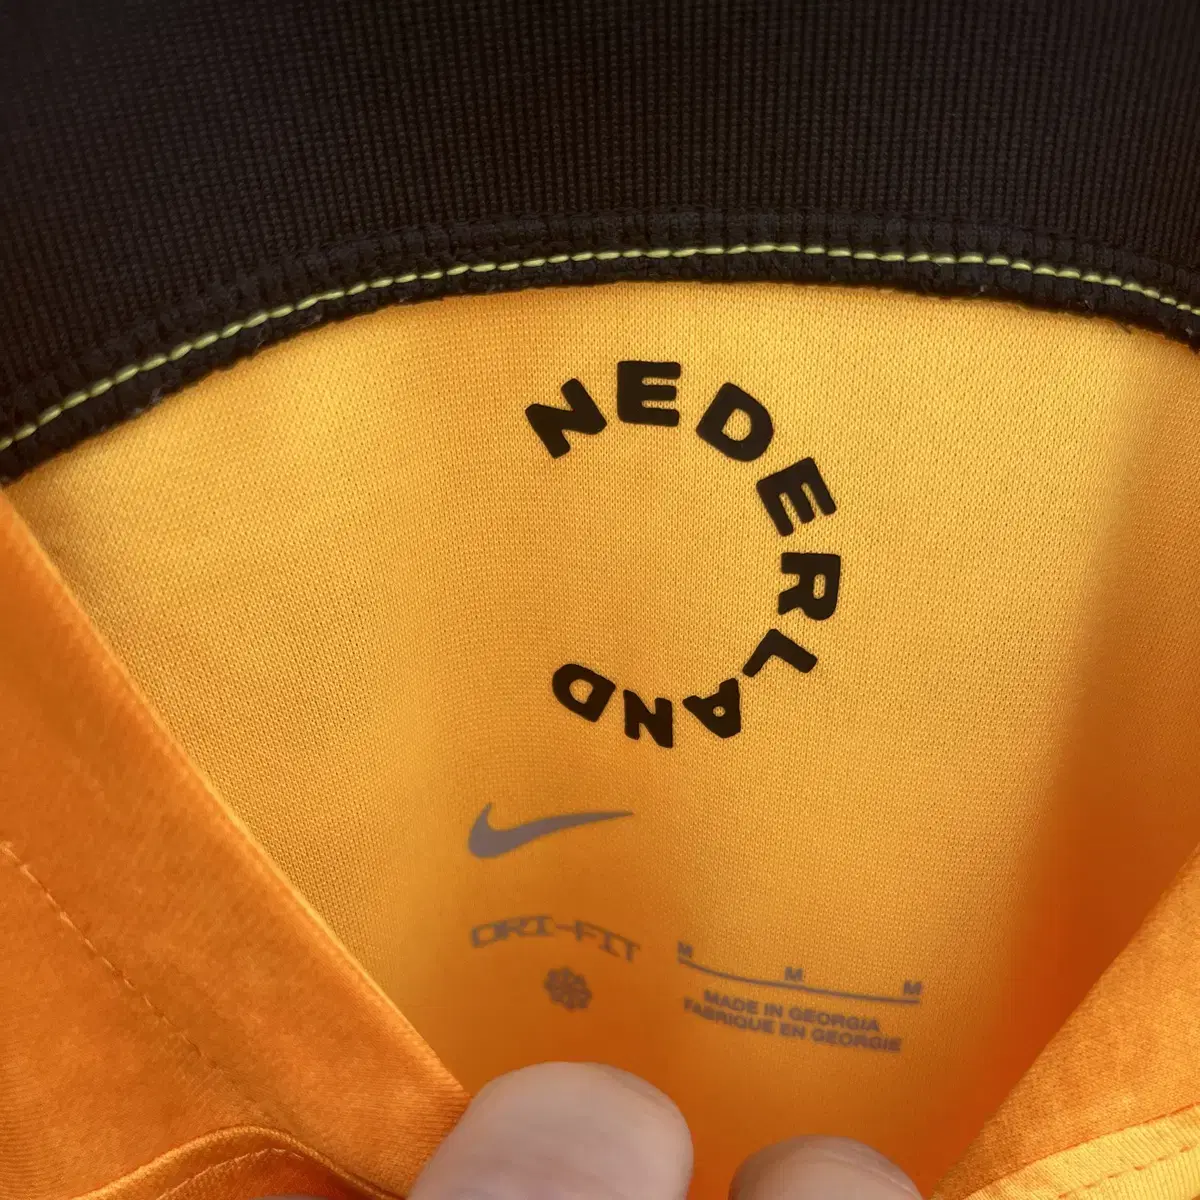 NEDERLAND
DRI-FIT
M M M
MADE IN GEORGIA
FABRIQUE EN GEORGIE